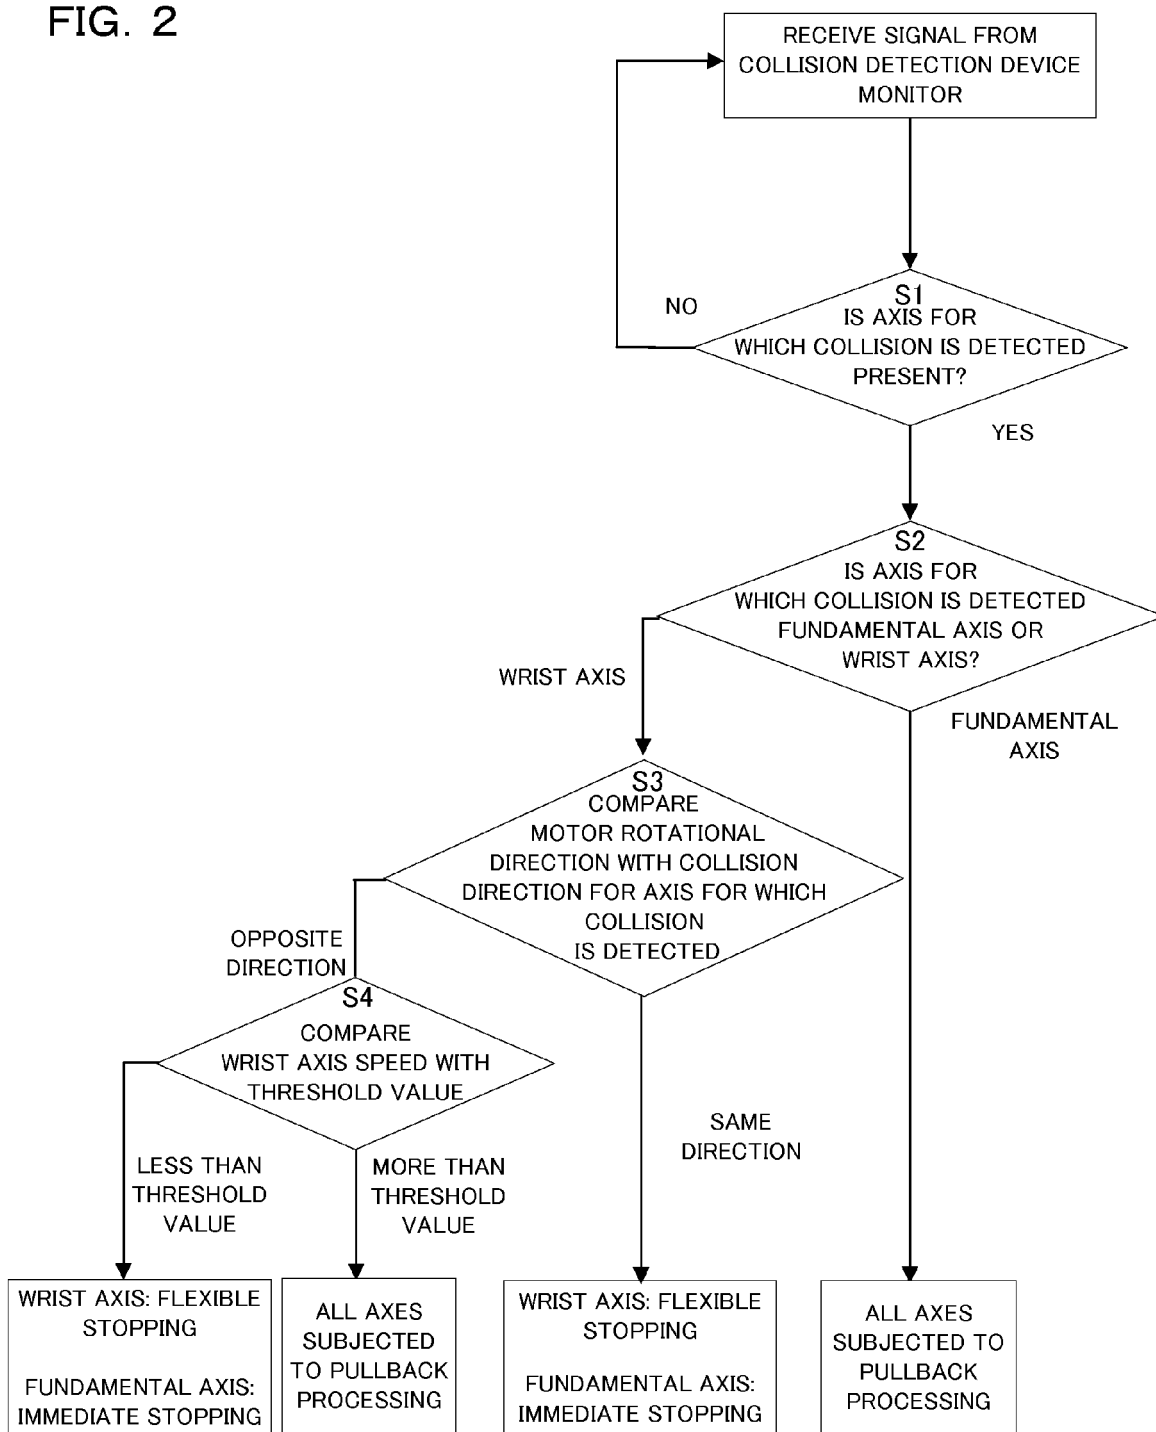 FIG. 2
RECEIVE SIGNAL FROM
COLLISION DETECTION DEVICE
MONITOR
S1
IS AXIS FOR
WHICH COLLISION IS DETECTED
PRESENT?
NO
YES
S2
IS AXIS FOR
WHICH COLLISION IS DETECTED
FUNDAMENTAL AXIS OR
WRIST AXIS?
WRIST AXIS
FUNDAMENTAL
AXIS
S3
COMPARE
MOTOR ROTATIONAL
DIRECTION WITH COLLISION
DIRECTION FOR AXIS FOR WHICH
COLLISION
IS DETECTED
OPPOSITE
DIRECTION
SAME
DIRECTION
S4
COMPARE
WRIST AXIS SPEED WITH
THRESHOLD VALUE
LESS THAN
THRESHOLD
VALUE
MORE THAN
THRESHOLD
VALUE
WRIST AXIS: FLEXIBLE
STOPPING
FUNDAMENTAL AXIS:
IMMEDIATE STOPPING
ALL AXES
SUBJECTED
TO PULLBACK
PROCESSING
WRIST AXIS: FLEXIBLE
STOPPING
FUNDAMENTAL AXIS:
IMMEDIATE STOPPING
ALL AXES
SUBJECTED TO
PULLBACK
PROCESSING